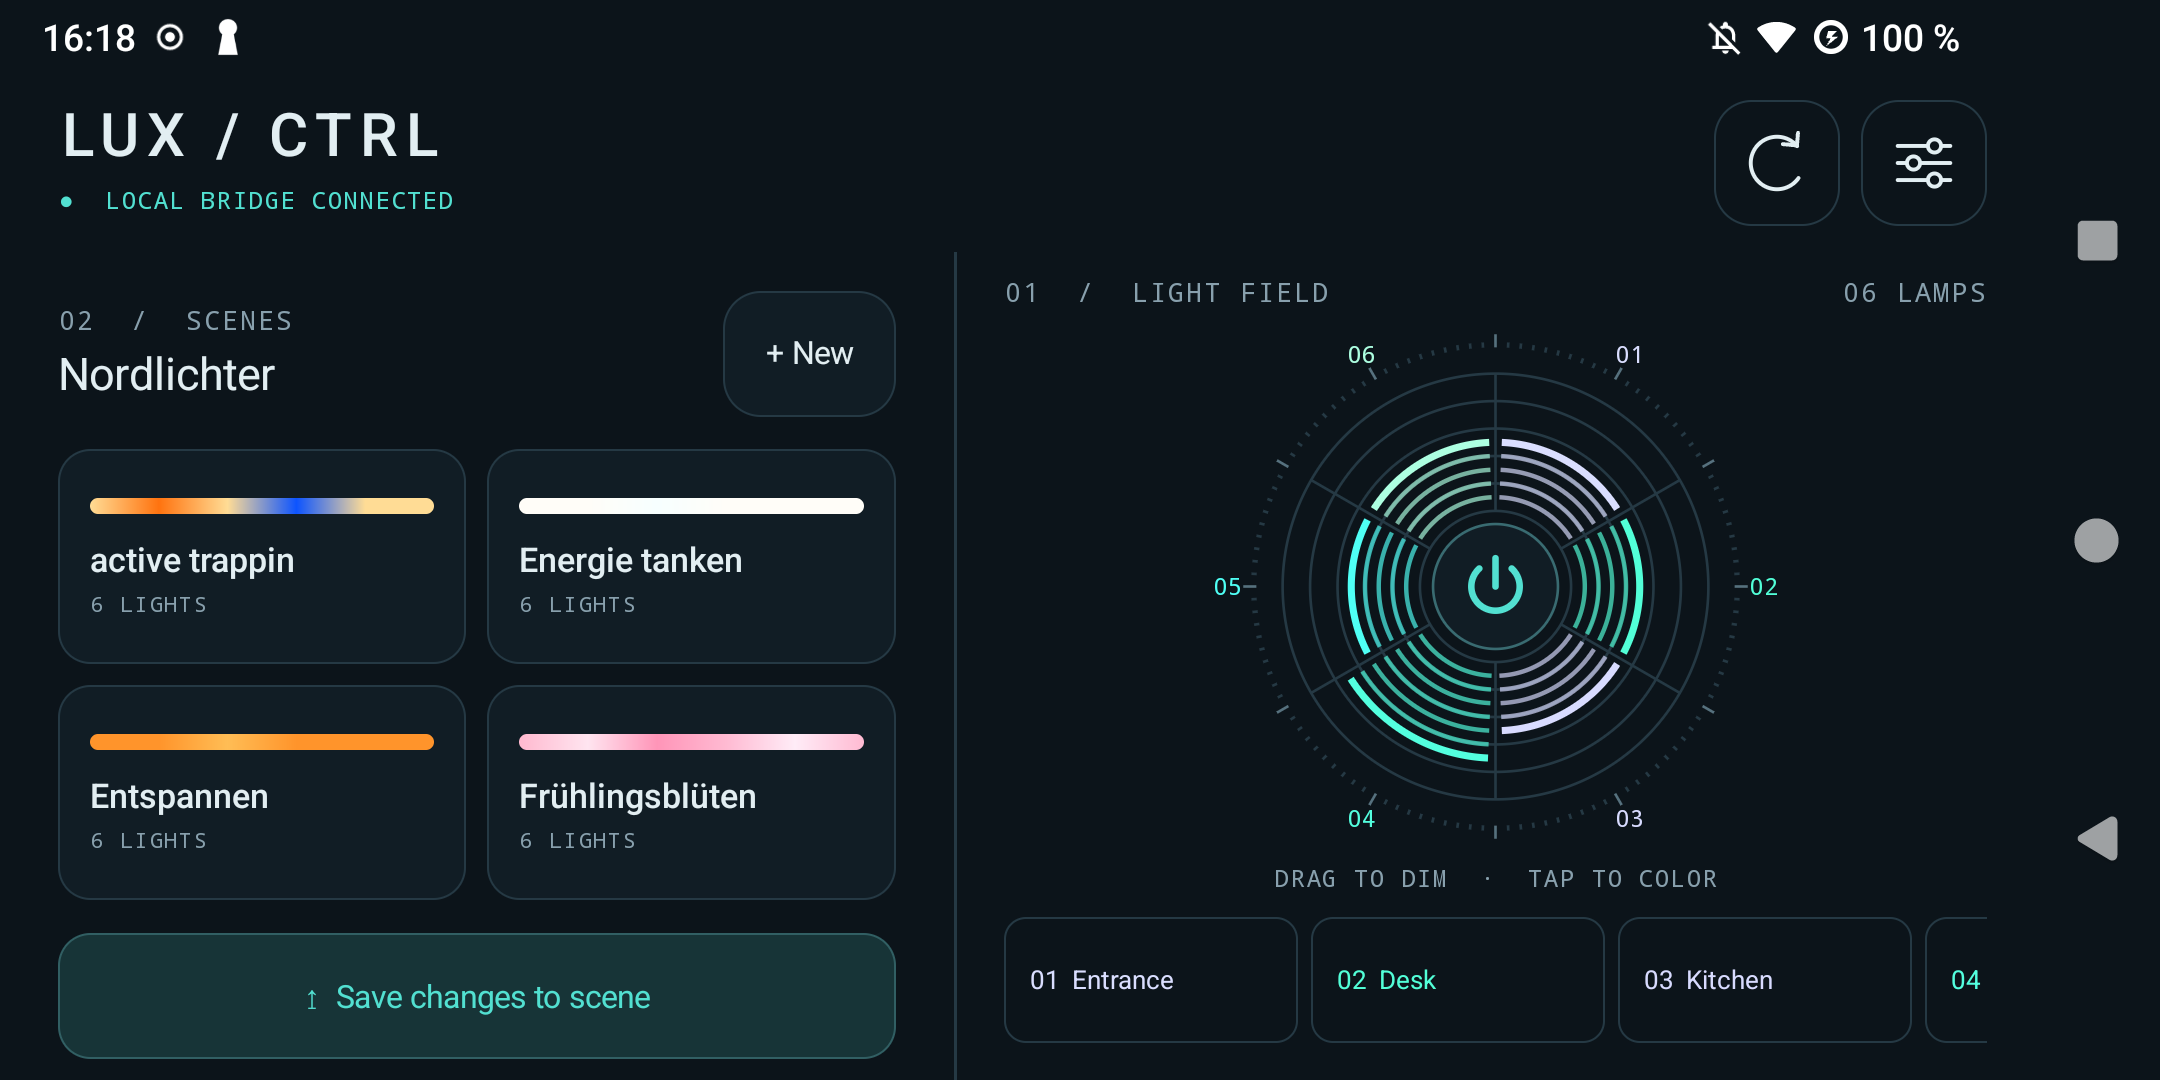 16:18
100 %
LUX / CTRL
LOCAL BRIDGE CONNECTED
02 / SCENES
Nordlichter
+ New
active trappin
6 LIGHTS
Energie tanken
6 LIGHTS
Entspannen
6 LIGHTS
Frühlingsblüten
6 LIGHTS
↥ Save changes to scene
01 / LIGHT FIELD
06 LAMPS
06
01
05
02
04
03
DRAG TO DIM · TAP TO COLOR
01 Entrance
02 Desk
03 Kitchen
04